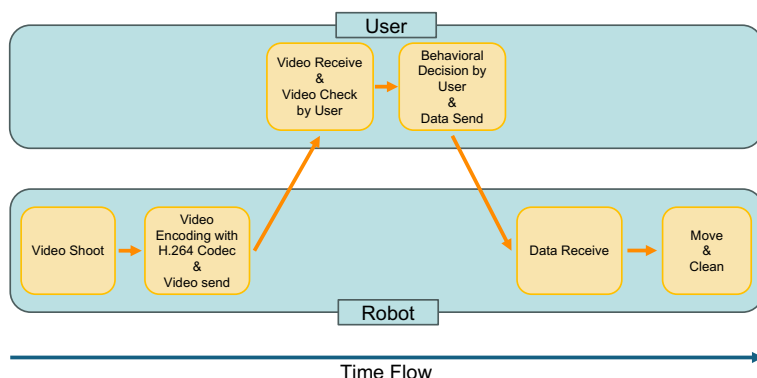 User
Video Receive
&
Video Check
by User
Behavioral
Decision by
User
&
Data Send
Video Shoot
Video
Encoding with
H.264 Codec
&
Video send
Data Receive
Move
&
Clean
Robot
Time Flow